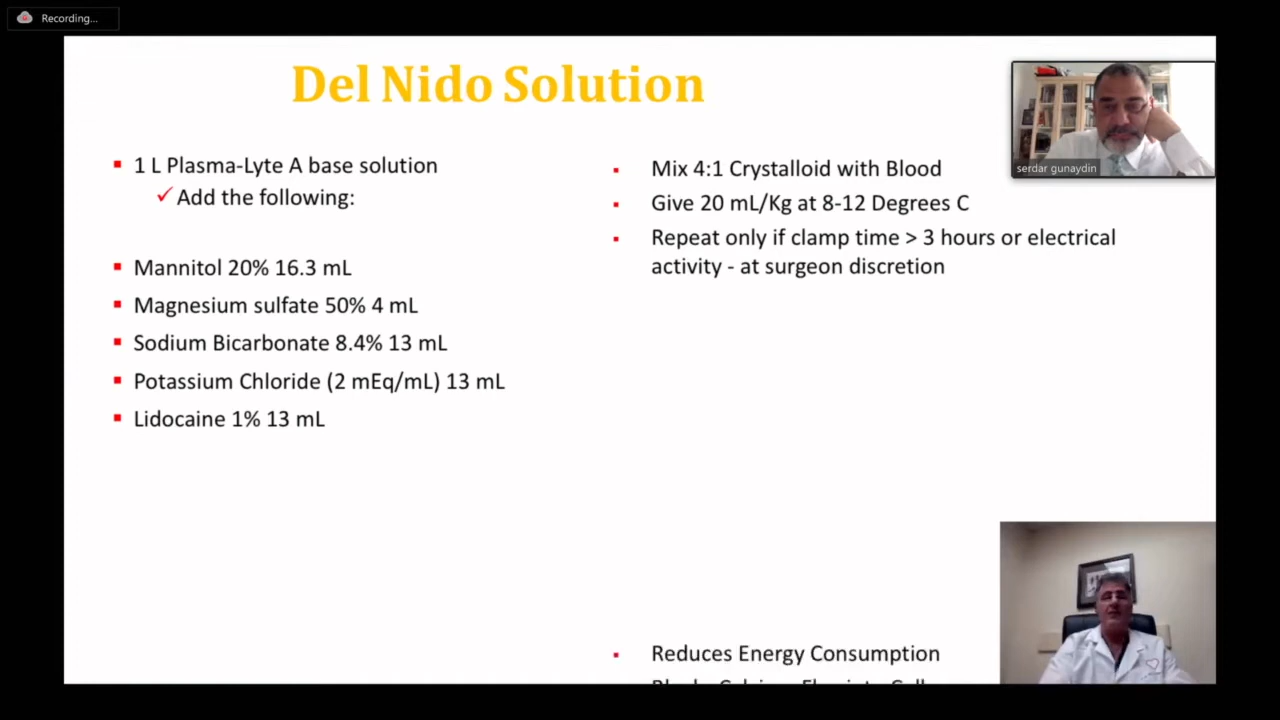 Recording...
Del Nido Solution
1 L Plasma-Lyte A base solution
Add the following:
Mannitol 20% 16.3 mL
Magnesium sulfate 50% 4 mL
Sodium Bicarbonate 8.4% 13 mL
Potassium Chloride (2 mEq/mL) 13 mL
Lidocaine 1% 13 mL
Mix 4:1 Crystalloid with Blood
Give 20 mL/Kg at 8-12 Degrees C
Repeat only if clamp time > 3 hours or electrical
activity - at surgeon discretion
Reduces Energy Consumption
serdar gunaydin